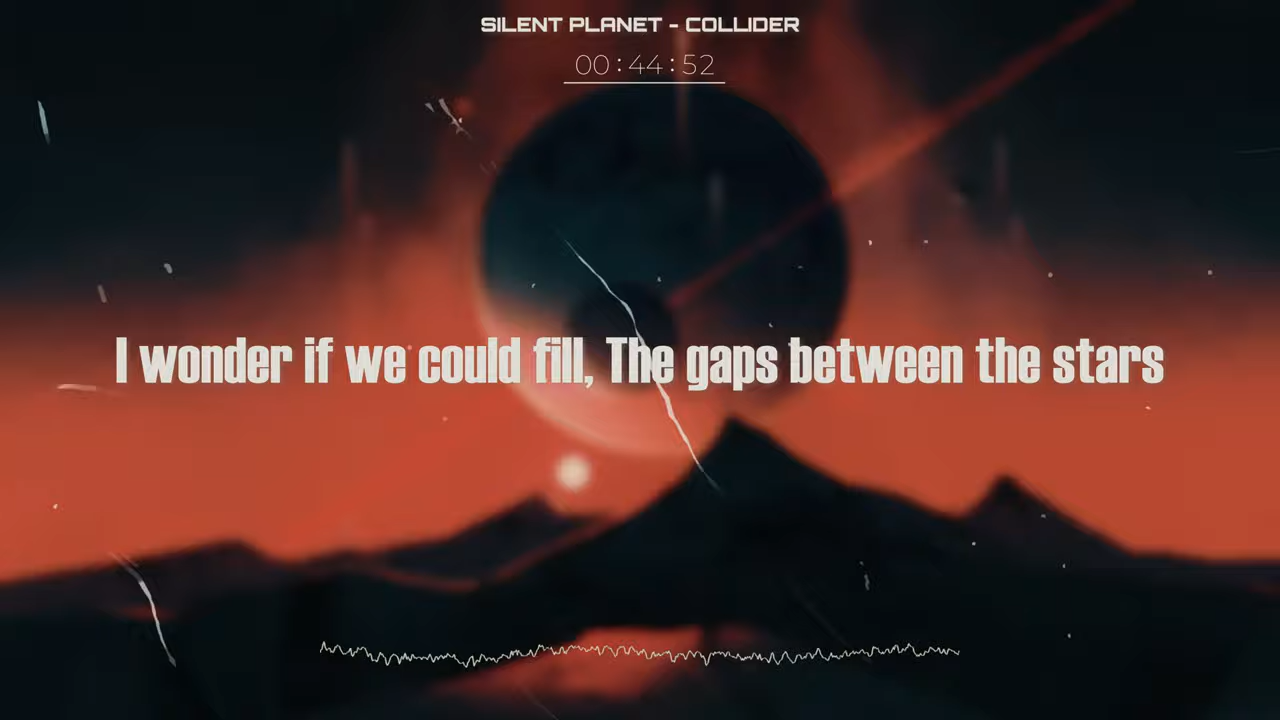 SILENT PLANET - COLLIDER
00:44:52
I wonder if we could fill, The gaps between the stars